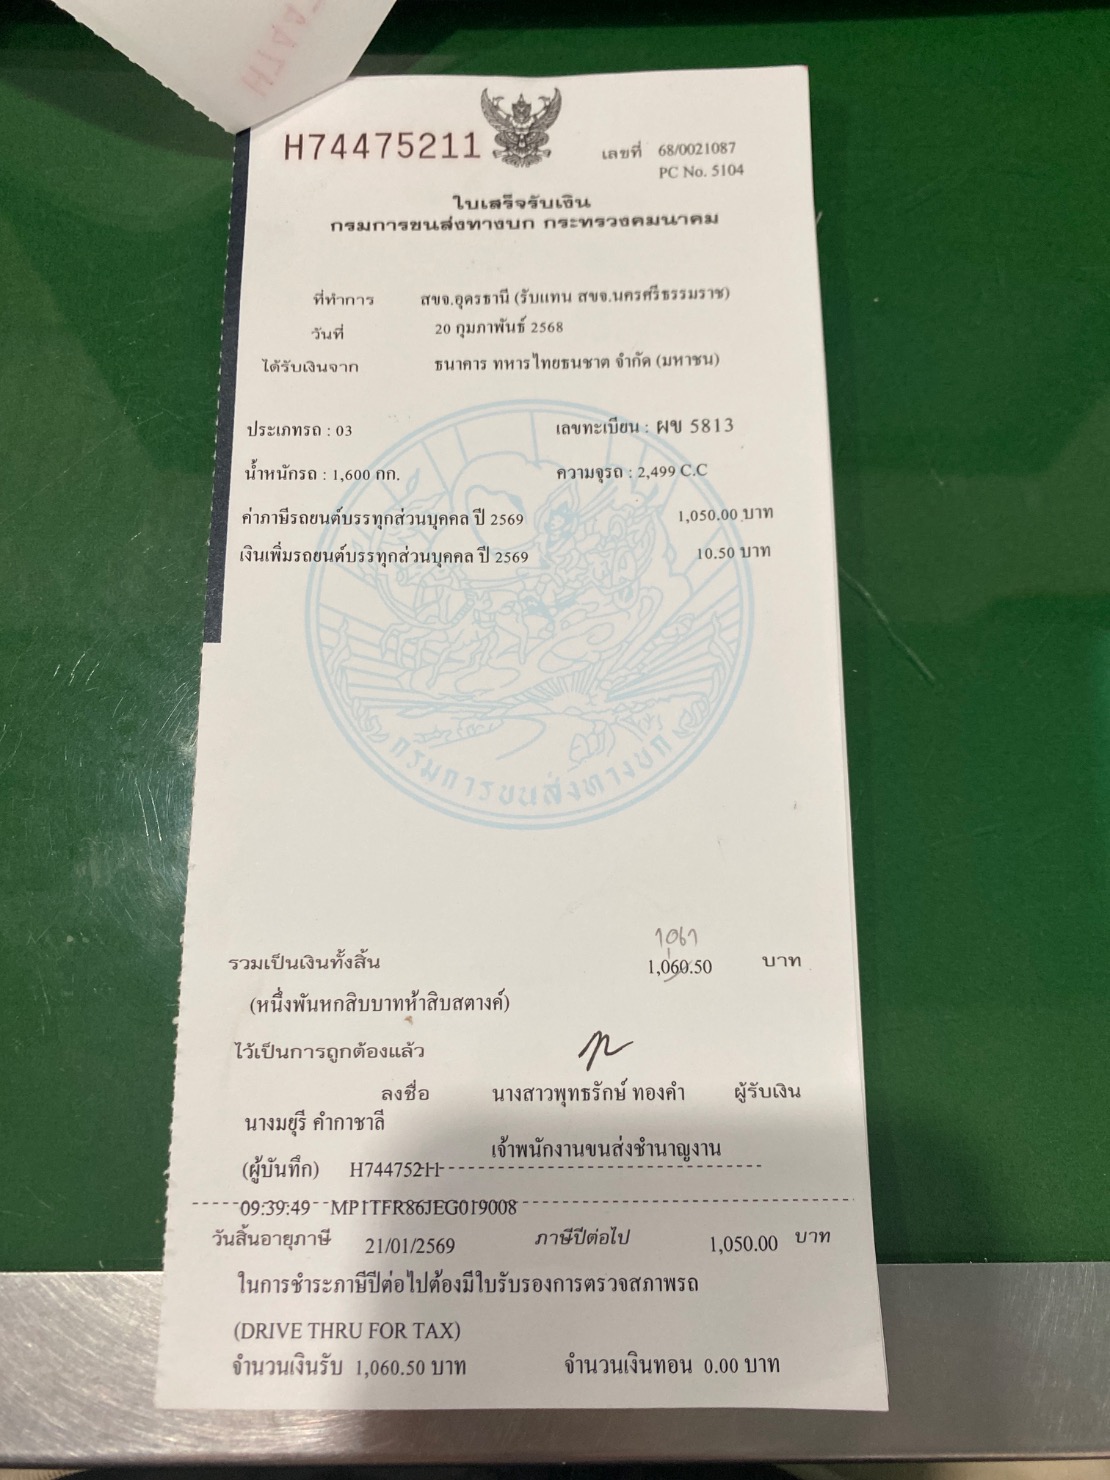 H74475211
เลขที่ 68/0021087
PC No. 5104
ใบเสร็จรับเงิน
กรมการขนส่งทางบก กระทรวงคมนาคม
ที่ทำการ สขจ.อุดรธานี (รับแทน สขจ.นครศรีธรรมราช)
วันที่ 20 กุมภาพันธ์ 2568
ได้รับเงินจาก ธนาคาร ทหารไทยธนชาต จำกัด (มหาชน)
ประเภทรถ : 03 เลขทะเบียน : ผข 5813
น้ำหนักรถ : 1,600 กก. ความจุรถ : 2,499 C.C
ค่าภาษีรถยนต์บรรทุกส่วนบุคคล ปี 2569 1,050.00 บาท
เงินเพิ่มรถยนต์บรรทุกส่วนบุคคล ปี 2569 10.50 บาท
กรมการขนส่งทางบก
1,061
รวมเป็นเงินทั้งสิ้น 1,060.50 บาท
(หนึ่งพันหกสิบบาทห้าสิบสตางค์)
ไว้เป็นการถูกต้องแล้ว
ลงชื่อ นางสาวพุทธรักษ์ ทองคำ ผู้รับเงิน
นางมยุรี คำกาชาลี
เจ้าพนักงานขนส่งชำนาญงาน
(ผู้บันทึก) H74475211
09:39:49 MP1TFR86JEG019008
วันสิ้นอายุภาษี 21/01/2569 ภาษีปีต่อไป 1,050.00 บาท
ในการชำระภาษีปีต่อไปต้องมีใบรับรองการตรวจสภาพรถ
(DRIVE THRU FOR TAX)
จำนวนเงินรับ 1,060.50 บาท จำนวนเงินทอน 0.00 บาท